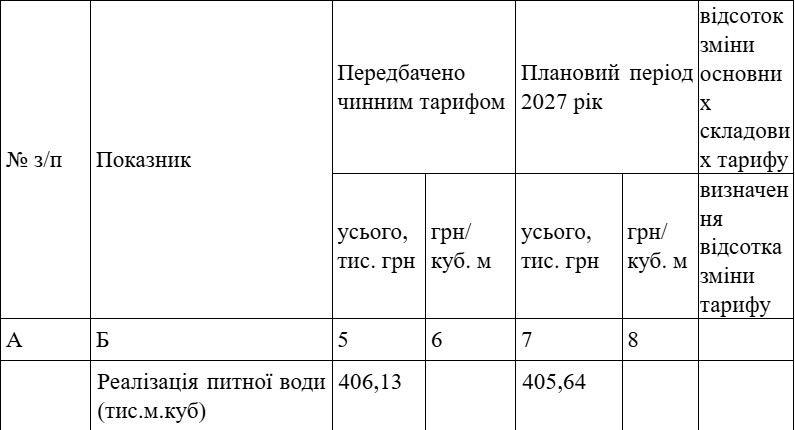 № з/п
Показник
Передбачено
чинним тарифом
Плановий період
2027 рік
відсоток
зміни
основни
х
складови
х тарифу
усього,
тис. грн
грн/
куб. м
усього,
тис. грн
грн/
куб. м
визначен
ня
відсотка
зміни
тарифу
А
Б
5
6
7
8
Реалізація питної води
(тис.м.куб)
406,13
405,64